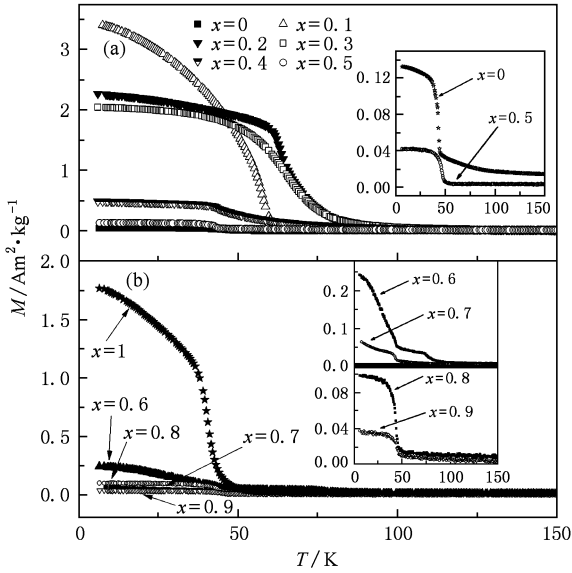 (a)
x=0 x=0.1
x=0.2 x=0.3
x=0.4 x=0.5
3
2
1
0
0.12
0.08
0.04
0.00
x=0
x=0.5
0 50 100 150
M/Am²·kg⁻¹
(b)
2.0
1.5
1.0
0.5
0.0
x=1
x=0.6
x=0.8
x=0.7
x=0.9
0.2
0.1
0.0
x=0.6
x=0.7
0.08
0.04
0.00
x=0.8
x=0.9
0 50 100 150
0 50 100 150
T/K